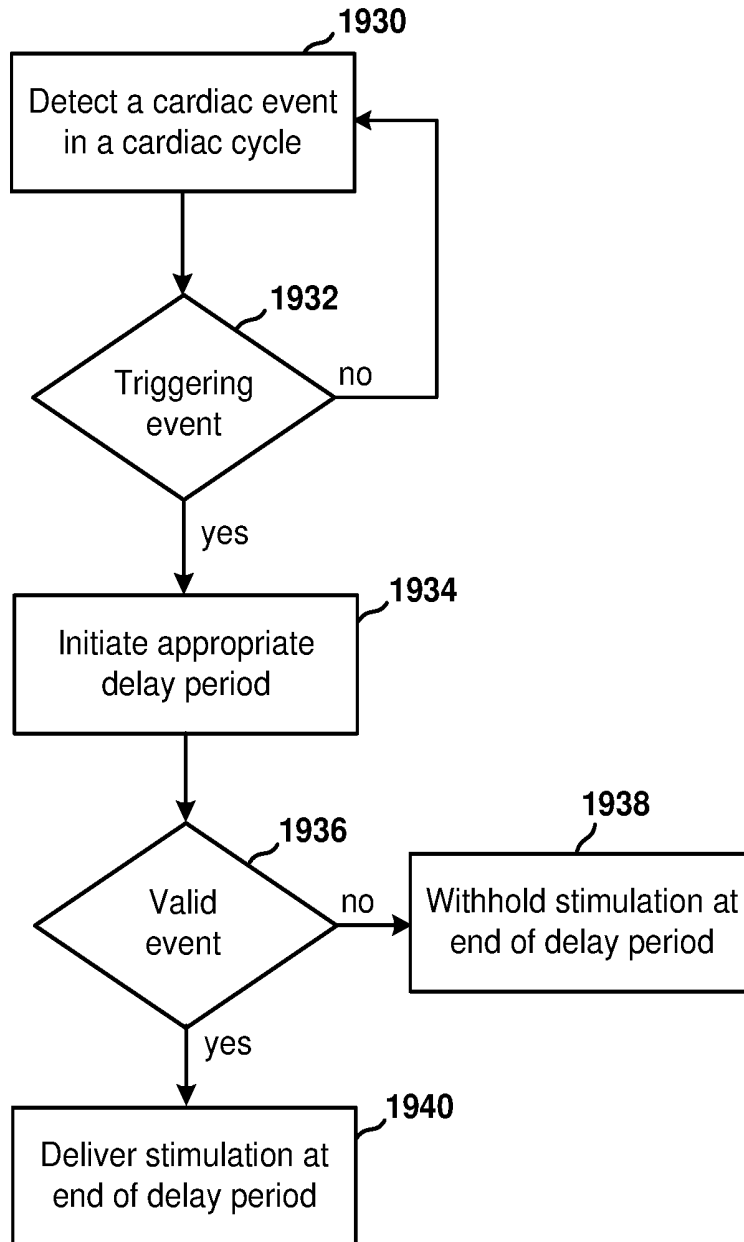 1930
Detect a cardiac event
in a cardiac cycle
1932
Triggering
event
no
yes
1934
Initiate appropriate
delay period
1936
Valid
event
no
1938
Withhold stimulation at
end of delay period
yes
1940
Deliver stimulation at
end of delay period